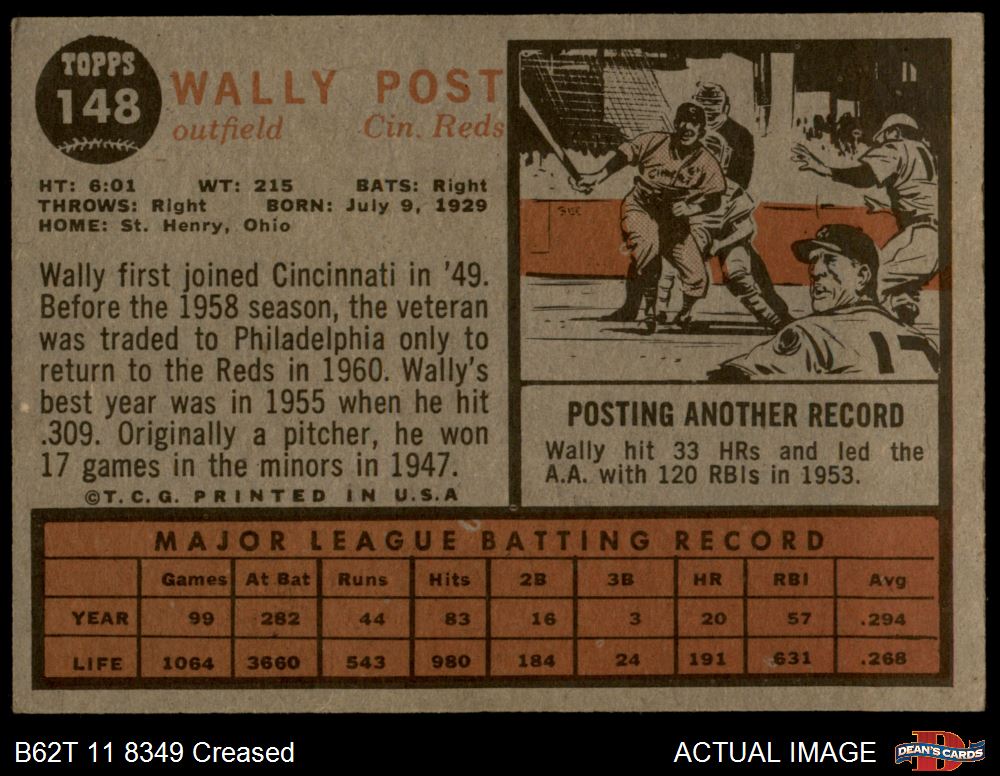 TOPPS
148
WALLY POST
outfield Cin. Reds
HT: 6:01 WT: 215 BATS: Right
THROWS: Right BORN: July 9, 1929
HOME: St. Henry, Ohio
Wally first joined Cincinnati in '49.
Before the 1958 season, the veteran
was traded to Philadelphia only to
return to the Reds in 1960. Wally's
best year was in 1955 when he hit
.309. Originally a pitcher, he won
17 games in the minors in 1947.
©T.C.G. PRINTED IN U.S.A
17
POSTING ANOTHER RECORD
Wally hit 33 HRs and led the
A.A. with 120 RBIs in 1953.
MAJOR LEAGUE BATTING RECORD
Games At Bat Runs Hits 2B 3B HR RBI Avg
YEAR 99 282 44 83 16 3 20 57 .294
LIFE 1064 3660 543 980 184 24 191 631 .268
B62T 11 8349 Creased
ACTUAL IMAGE
D
DEAN'S CARDS